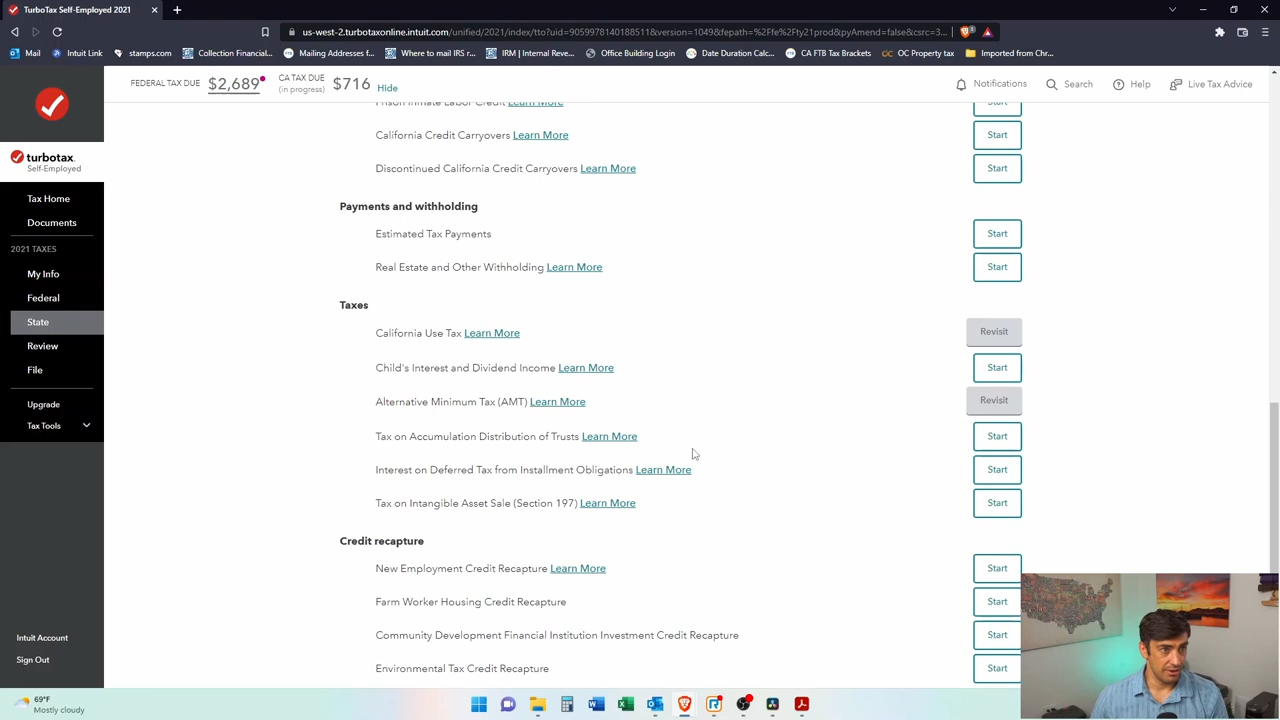 TurboTax Self-Employed 2021
us-west-2.turbotaxonline.intuit.com/unified/2021/index/tto?uid=9059978140188511&version=1049&fepath=%2Ffe%2Fty21prod&pyAmend=false&csrc=3...
Mail
Intuit Link
stamps.com
Collection Financial...
Mailing Addresses f...
Where to mail IRS r...
IRM | Internal Reven...
Office Building Login
Date Duration Calc...
CA FTB Tax Brackets
OC Property tax
Imported from Chr...
FEDERAL TAX DUE $2,689
CA TAX DUE (in progress) $716
Hide
Notifications
Search
Help
Live Tax Advice
turbotax.
Self-Employed
Tax Home
Documents
2021 TAXES
My Info
Federal
State
Review
File
Upgrade
Tax Tools
Intuit Account
Sign Out
Prison Inmate Labor Credit Learn More Start
California Credit Carryovers Learn More Start
Discontinued California Credit Carryovers Learn More Start
Payments and withholding
Estimated Tax Payments Start
Real Estate and Other Withholding Learn More Start
Taxes
California Use Tax Learn More Revisit
Child's Interest and Dividend Income Learn More Start
Alternative Minimum Tax (AMT) Learn More Revisit
Tax on Accumulation Distribution of Trusts Learn More Start
Interest on Deferred Tax from Installment Obligations Learn More Start
Tax on Intangible Asset Sale (Section 197) Learn More Start
Credit recapture
New Employment Credit Recapture Learn More Start
Farm Worker Housing Credit Recapture Start
Community Development Financial Institution Investment Credit Recapture Start
Environmental Tax Credit Recapture Start
69°F
Mostly cloudy